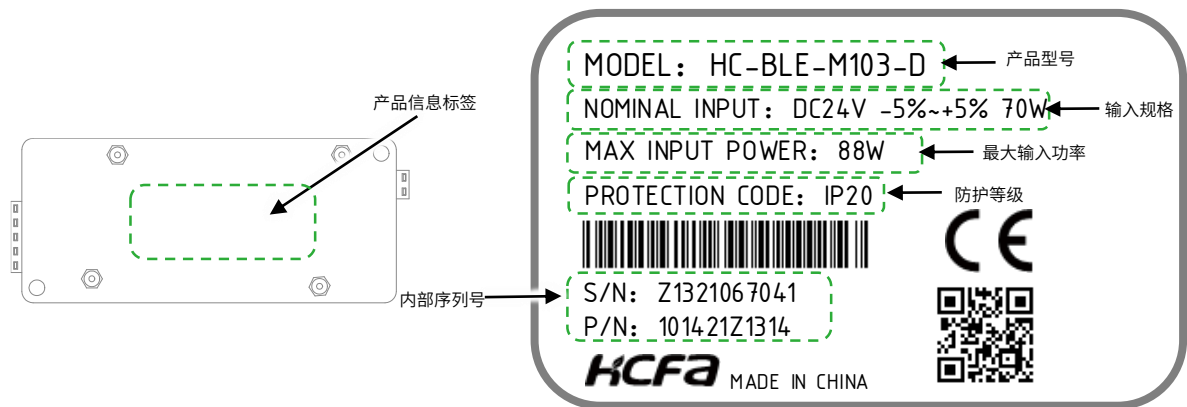 产品信息标签
内部序列号
MODEL: HC-BLE-M103-D
产品型号
NOMINAL INPUT: DC24V -5%~+5% 70W
输入规格
MAX INPUT POWER: 88W
最大输入功率
PROTECTION CODE: IP20
防护等级
CE
S/N: Z1321067041
P/N: 101421Z1314
HCFA MADE IN CHINA